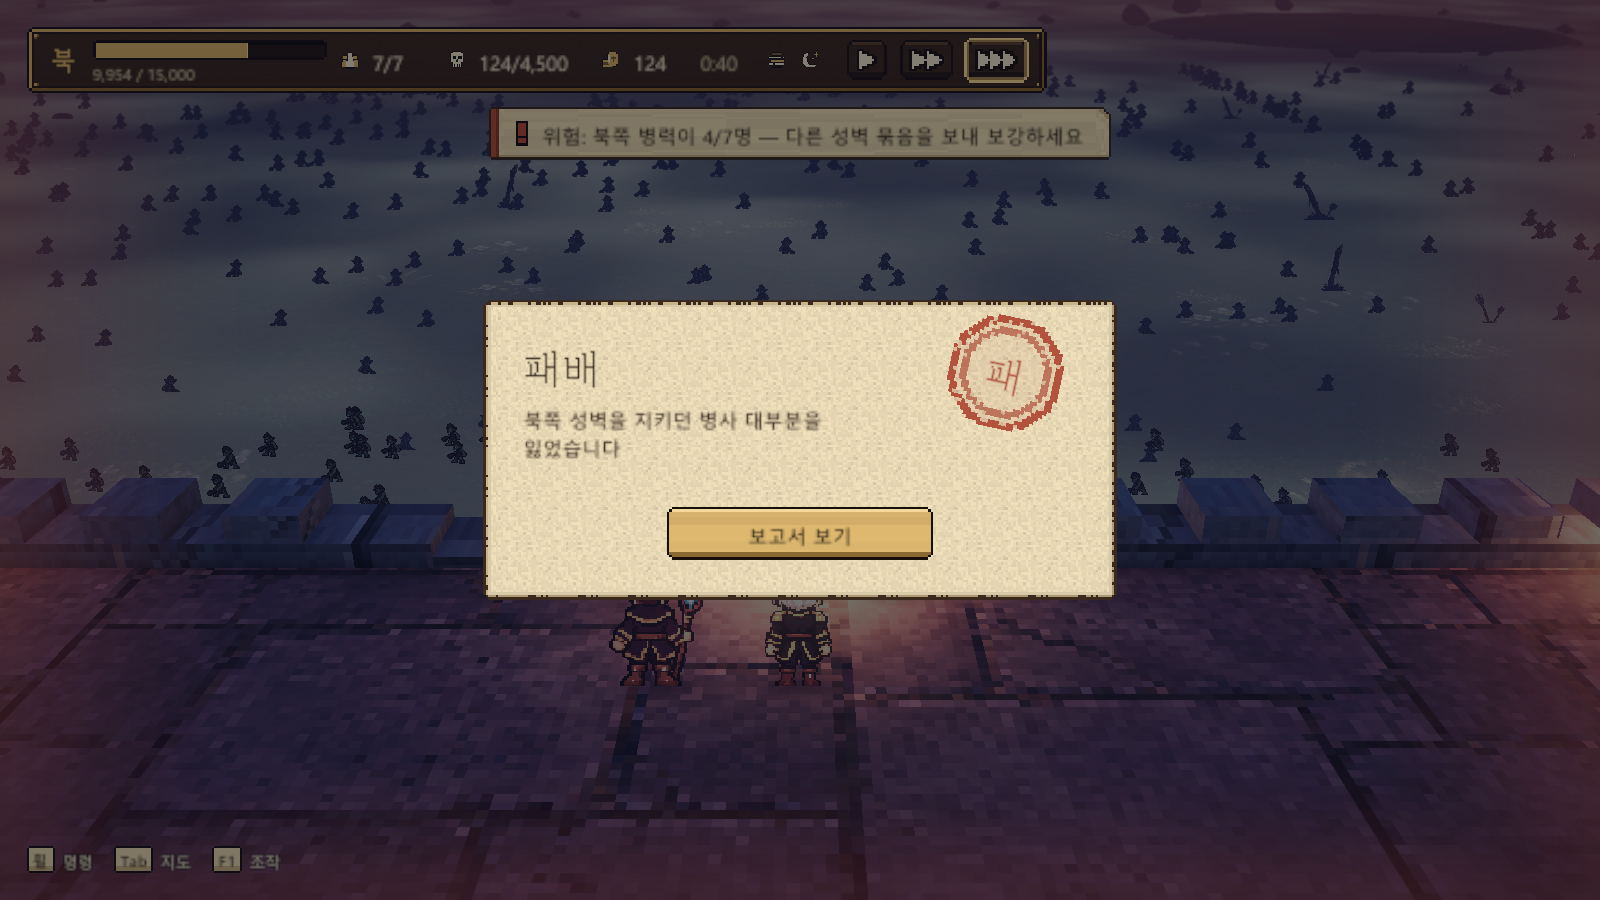 북
9,954 / 15,000
7/7
124/4,500
124
0:40
위험: 북쪽 병력이 4/7명 — 다른 성벽 묶음을 보내 보강하세요
패배
패
북쪽 성벽을 지키던 병사 대부분을
잃었습니다
보고서 보기
휠 명령 Tab 지도 F1 조작